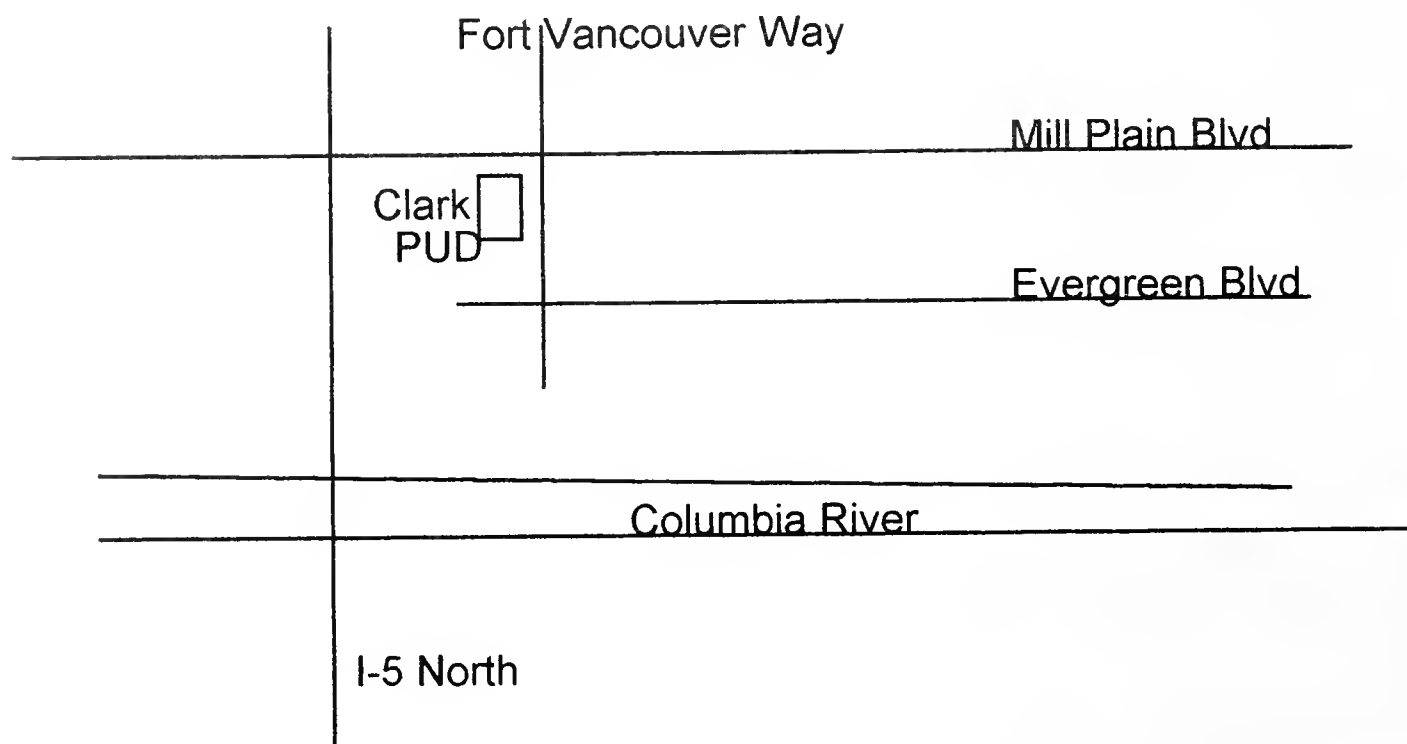 Fort Vancouver Way
Mill Plain Blvd
Clark
PUD
Evergreen Blvd
Columbia River
I-5 North